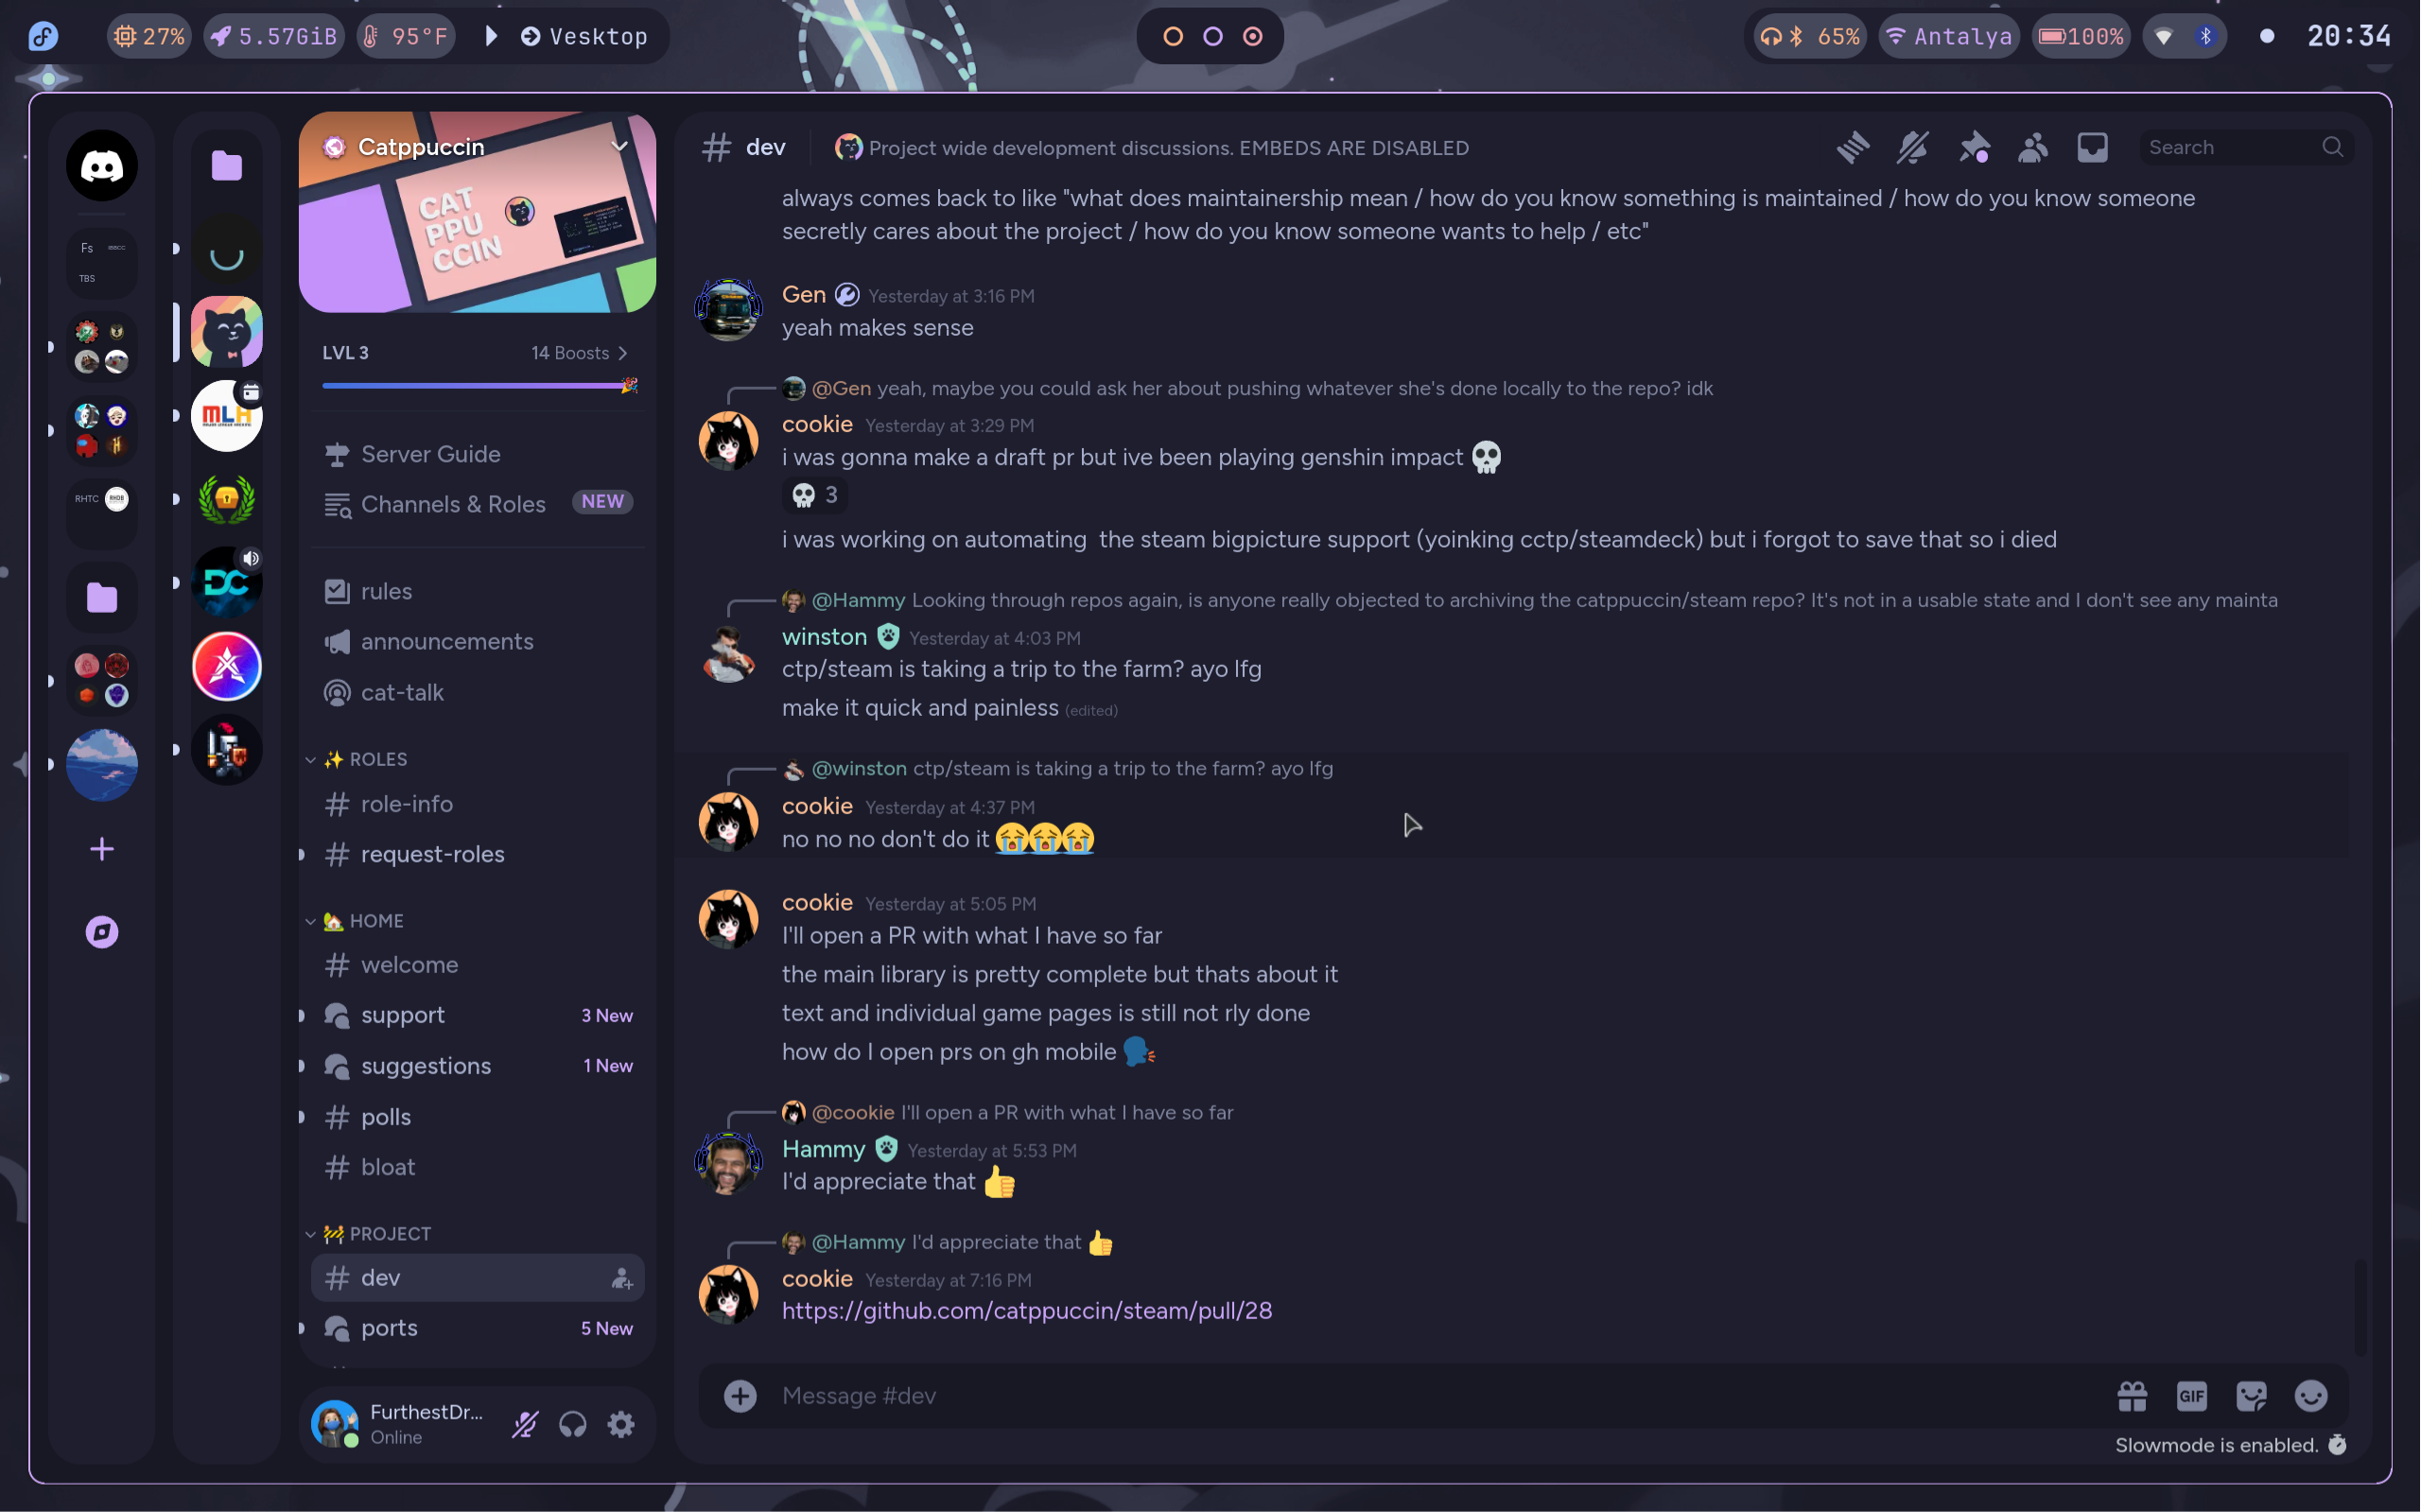 27% 5.57GiB 95°F Vesktop
65% Antalya 100% 20:34
Fs
TBS
RHTC
MLH
DC
Catppuccin
CAT
PPU
CCIN
LVL 3 14 Boosts
Server Guide
Channels & Roles NEW
rules
announcements
cat-talk
✨ ROLES
role-info
request-roles
🏡 HOME
welcome
support 3 New
suggestions 1 New
polls
bloat
🚧 PROJECT
dev
ports 5 New
FurthestDr...
Online
dev Project wide development discussions. EMBEDS ARE DISABLED Search
always comes back to like "what does maintainership mean / how do you know something is maintained / how do you know someone
secretly cares about the project / how do you know someone wants to help / etc"
Gen Yesterday at 3:16 PM
yeah makes sense
@Gen yeah, maybe you could ask her about pushing whatever she's done locally to the repo? idk
cookie Yesterday at 3:29 PM
i was gonna make a draft pr but ive been playing genshin impact 💀
💀 3
i was working on automating  the steam bigpicture support (yoinking cctp/steamdeck) but i forgot to save that so i died
@Hammy Looking through repos again, is anyone really objected to archiving the catppuccin/steam repo? It's not in a usable state and I don't see any mainta
winston Yesterday at 4:03 PM
ctp/steam is taking a trip to the farm? ayo lfg
make it quick and painless (edited)
@winston ctp/steam is taking a trip to the farm? ayo lfg
cookie Yesterday at 4:37 PM
no no no don't do it 😭😭😭
cookie Yesterday at 5:05 PM
I'll open a PR with what I have so far
the main library is pretty complete but thats about it
text and individual game pages is still not rly done
how do I open prs on gh mobile 🗣️
@cookie I'll open a PR with what I have so far
Hammy Yesterday at 5:53 PM
I'd appreciate that 👍
@Hammy I'd appreciate that 👍
cookie Yesterday at 7:16 PM
https://github.com/catppuccin/steam/pull/28
Message #dev
GIF
Slowmode is enabled.